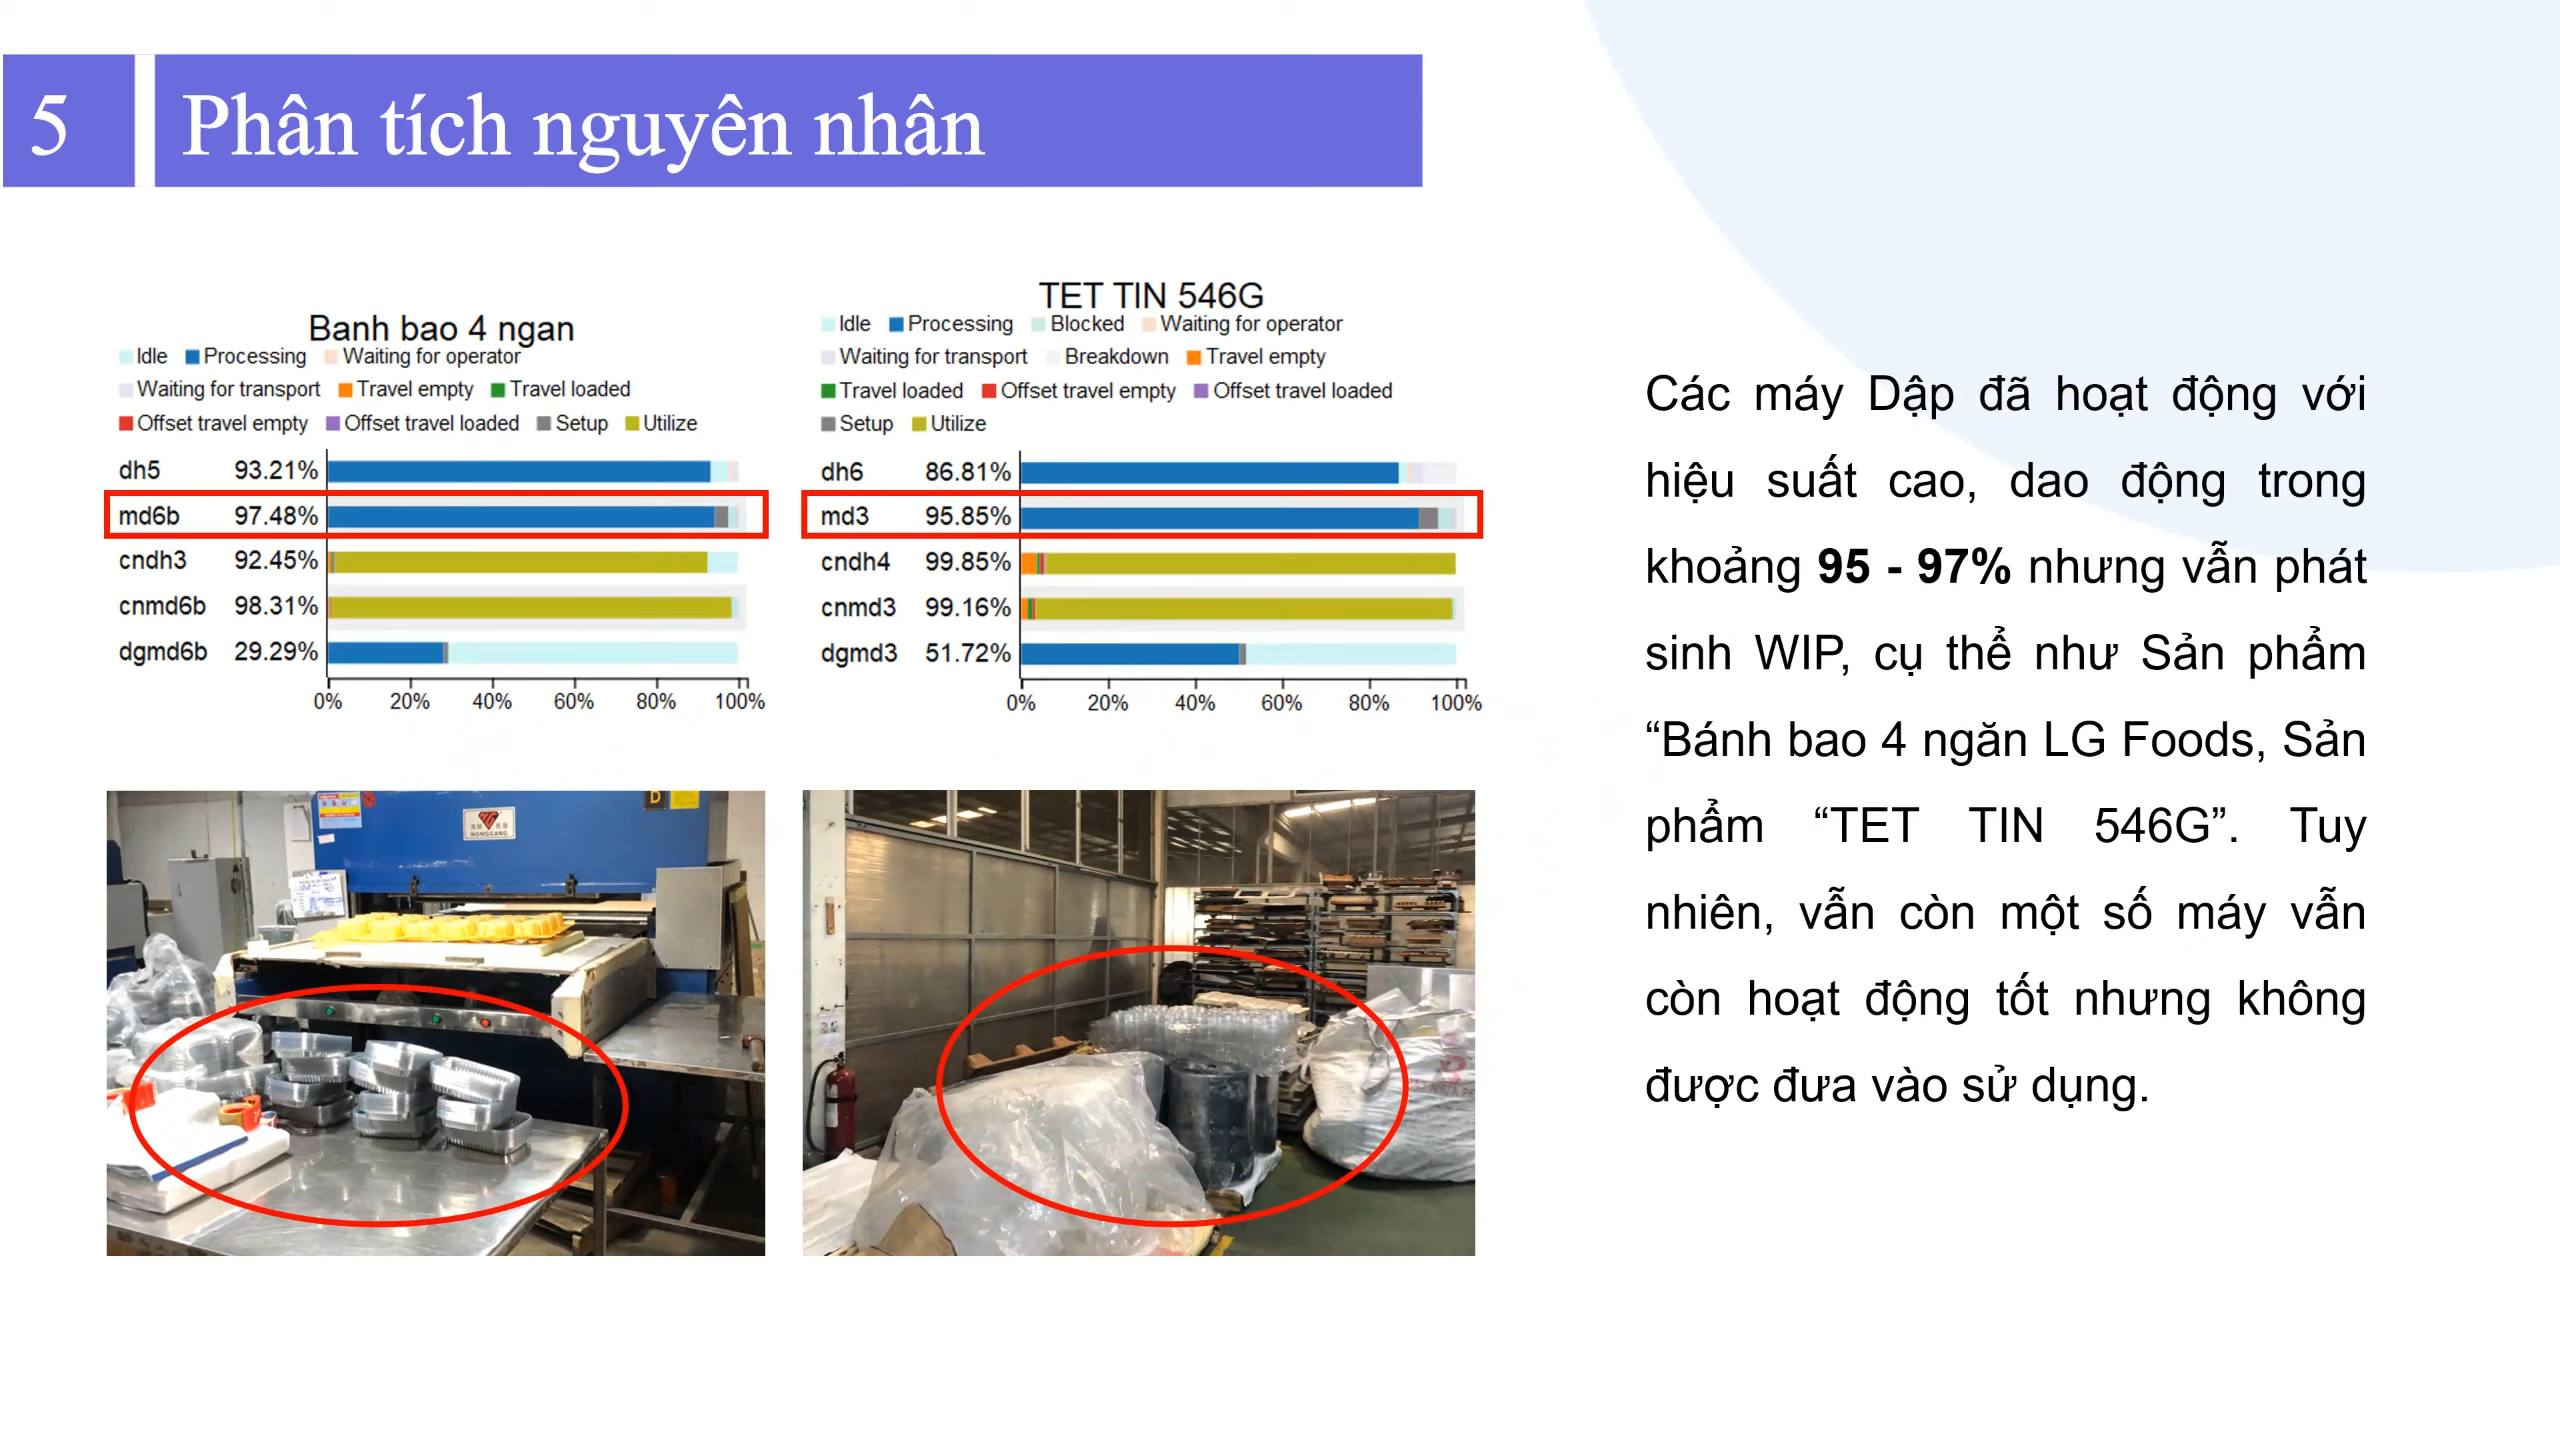 5
Phân tích nguyên nhân
Banh bao 4 ngan
Idle Processing Waiting for operator
Waiting for transport Travel empty Travel loaded
Offset travel empty Offset travel loaded Setup Utilize
dh5 93.21%
md6b 97.48%
cndh3 92.45%
cnmd6b 98.31%
dgmd6b 29.29%
0% 20% 40% 60% 80% 100%
TET TIN 546G
Idle Processing Blocked Waiting for operator
Waiting for transport Breakdown Travel empty
Travel loaded Offset travel empty Offset travel loaded
Setup Utilize
dh6 86.81%
md3 95.85%
cndh4 99.85%
cnmd3 99.16%
dgmd3 51.72%
0% 20% 40% 60% 80% 100%
D
HONGGANG
Các máy Dập đã hoạt động với
hiệu suất cao, dao động trong
khoảng 95 - 97% nhưng vẫn phát
sinh WIP, cụ thể như Sản phẩm
“Bánh bao 4 ngăn LG Foods, Sản
phẩm “TET TIN 546G”. Tuy
nhiên, vẫn còn một số máy vẫn
còn hoạt động tốt nhưng không
được đưa vào sử dụng.